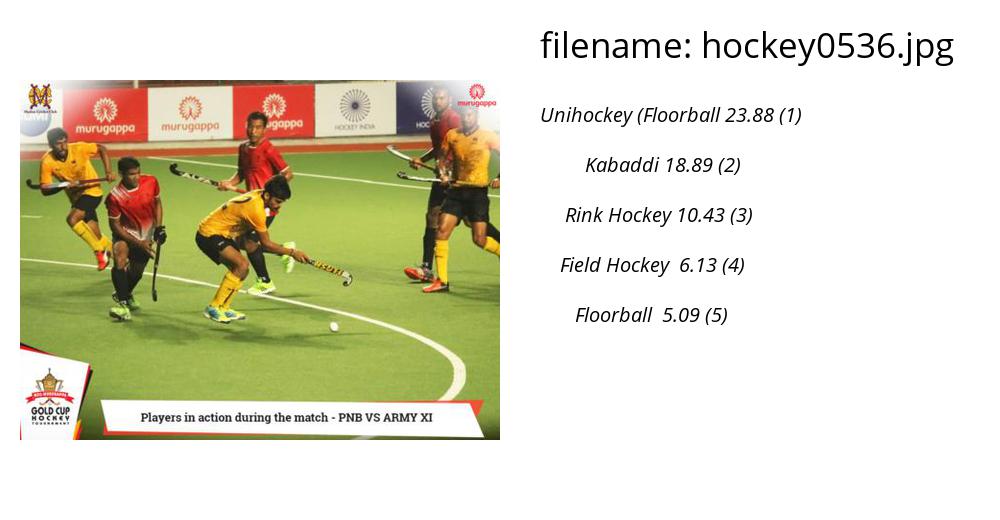 filename: hockey0536.jpg
Unihockey (Floorball 23.88 (1)
Kabaddi 18.89 (2)
Rink Hockey 10.43 (3)
Field Hockey 6.13 (4)
Floorball 5.09 (5)
murugappa
murugappa
murugappa
HOCKEY INDIA
HOC
murugappa
GOLD CUP
HOCKEY
TOURNAMENT
Players in action during the match - PNB VS ARMY XI